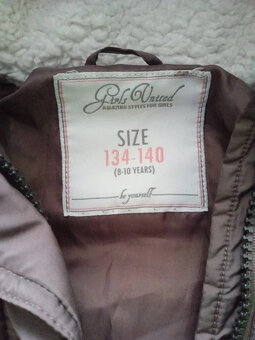 Girls United
AMAZING STYLES FOR GIRLS
SIZE
134-140
(8-10 YEARS)
be yourself